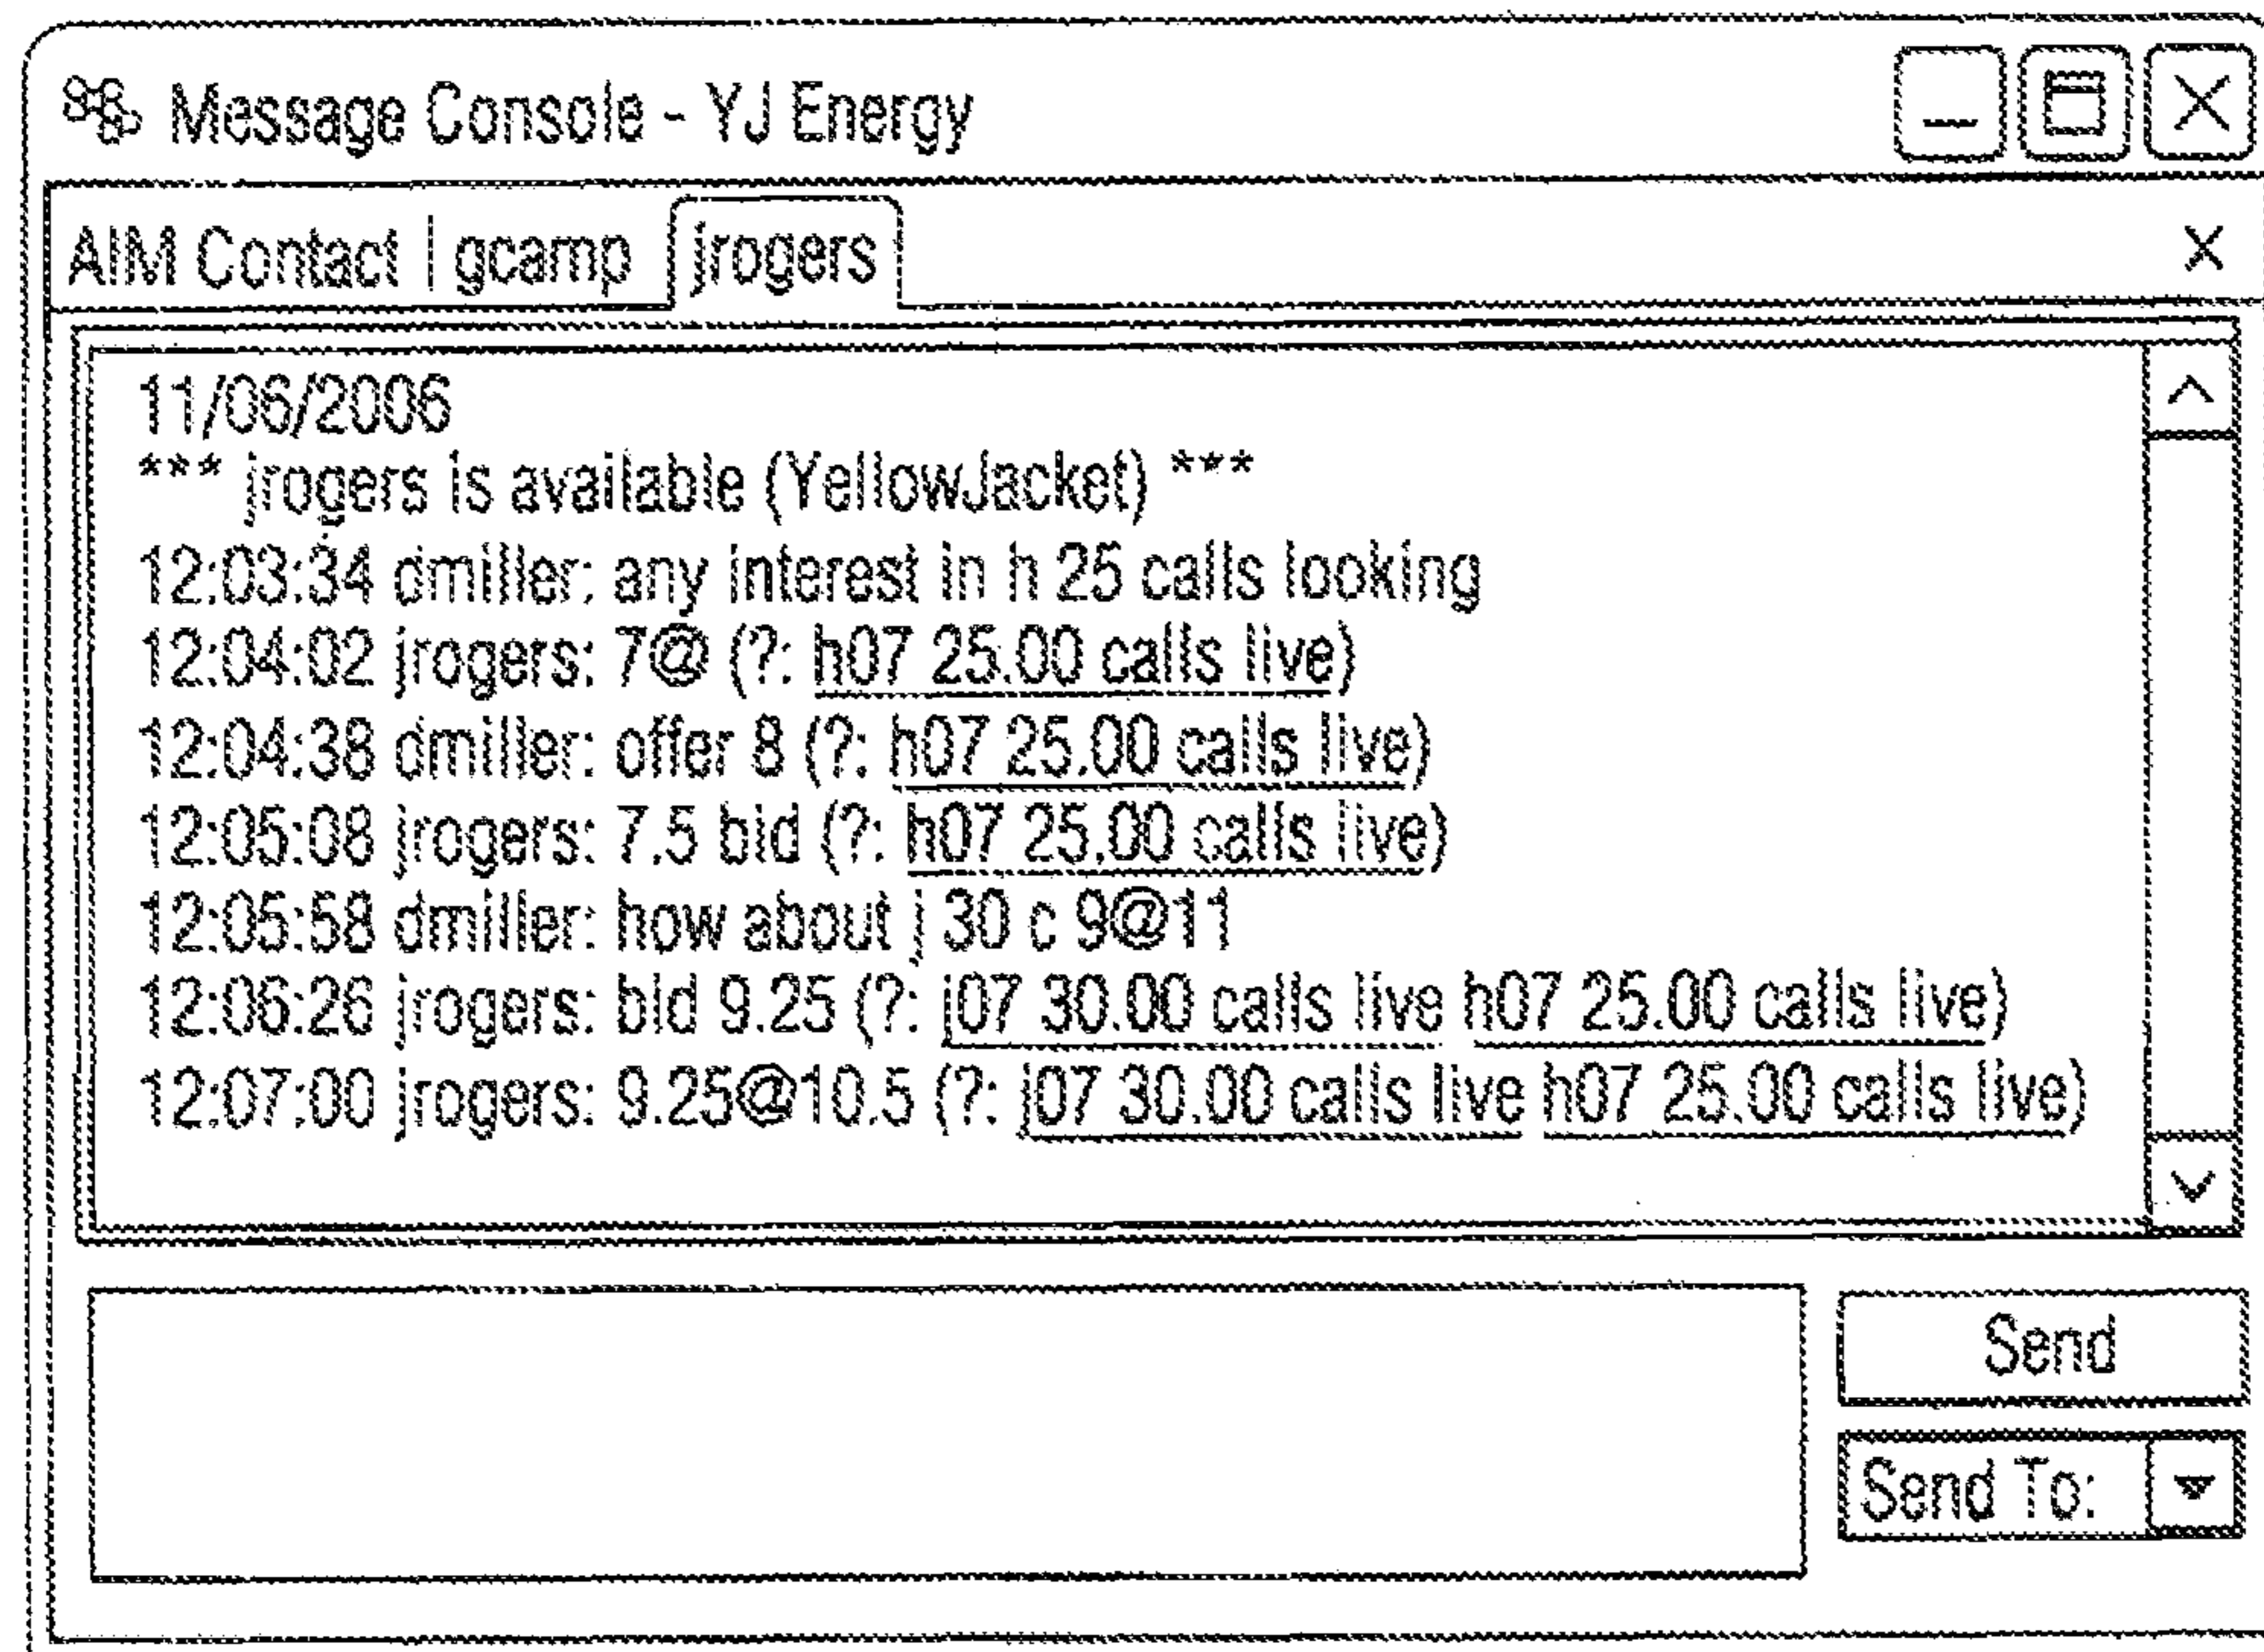 Message Console - YJ Energy
AIM Contact | gcamp jrogers x
11/06/2006
*** jrogers is available (YellowJacket) ***
12:03:34 dmiller: any interest in h 25 calls looking
12:04:02 jrogers: 7@ (?: h07 25.00 calls live)
12:04:38 dmiller: offer 8 (?: h07 25.00 calls live)
12:05:08 jrogers: 7.5 bid (?: h07 25.00 calls live)
12:05:58 dmiller: how about j 30 c 9@11
12:06:26 jrogers: bid 9.25 (?: j07 30.00 calls live h07 25.00 calls live)
12:07:00 jrogers: 9.25@10.5 (?: j07 30.00 calls live h07 25.00 calls live)
Send
Send To: